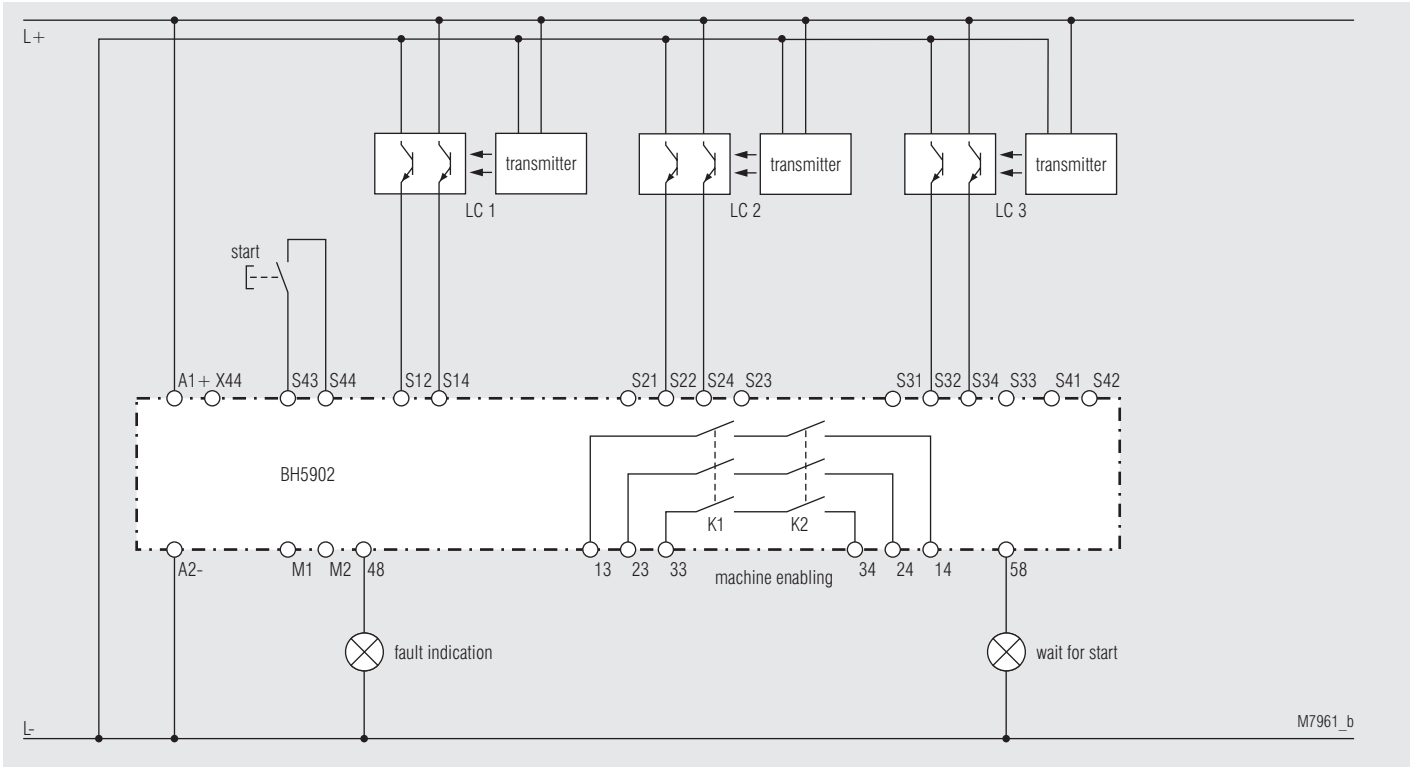 L+
transmitter
transmitter
transmitter
LC 1
LC 2
LC 3
start
A1+ X44
S43 S44
S12 S14
S21 S22 S24 S23
S31 S32 S34 S33
S41 S42
BH5902
K1
K2
A2-
M1 M2 48
13 23 33
machine enabling
34 24 14
58
fault indication
wait for start
L-
M7961_b